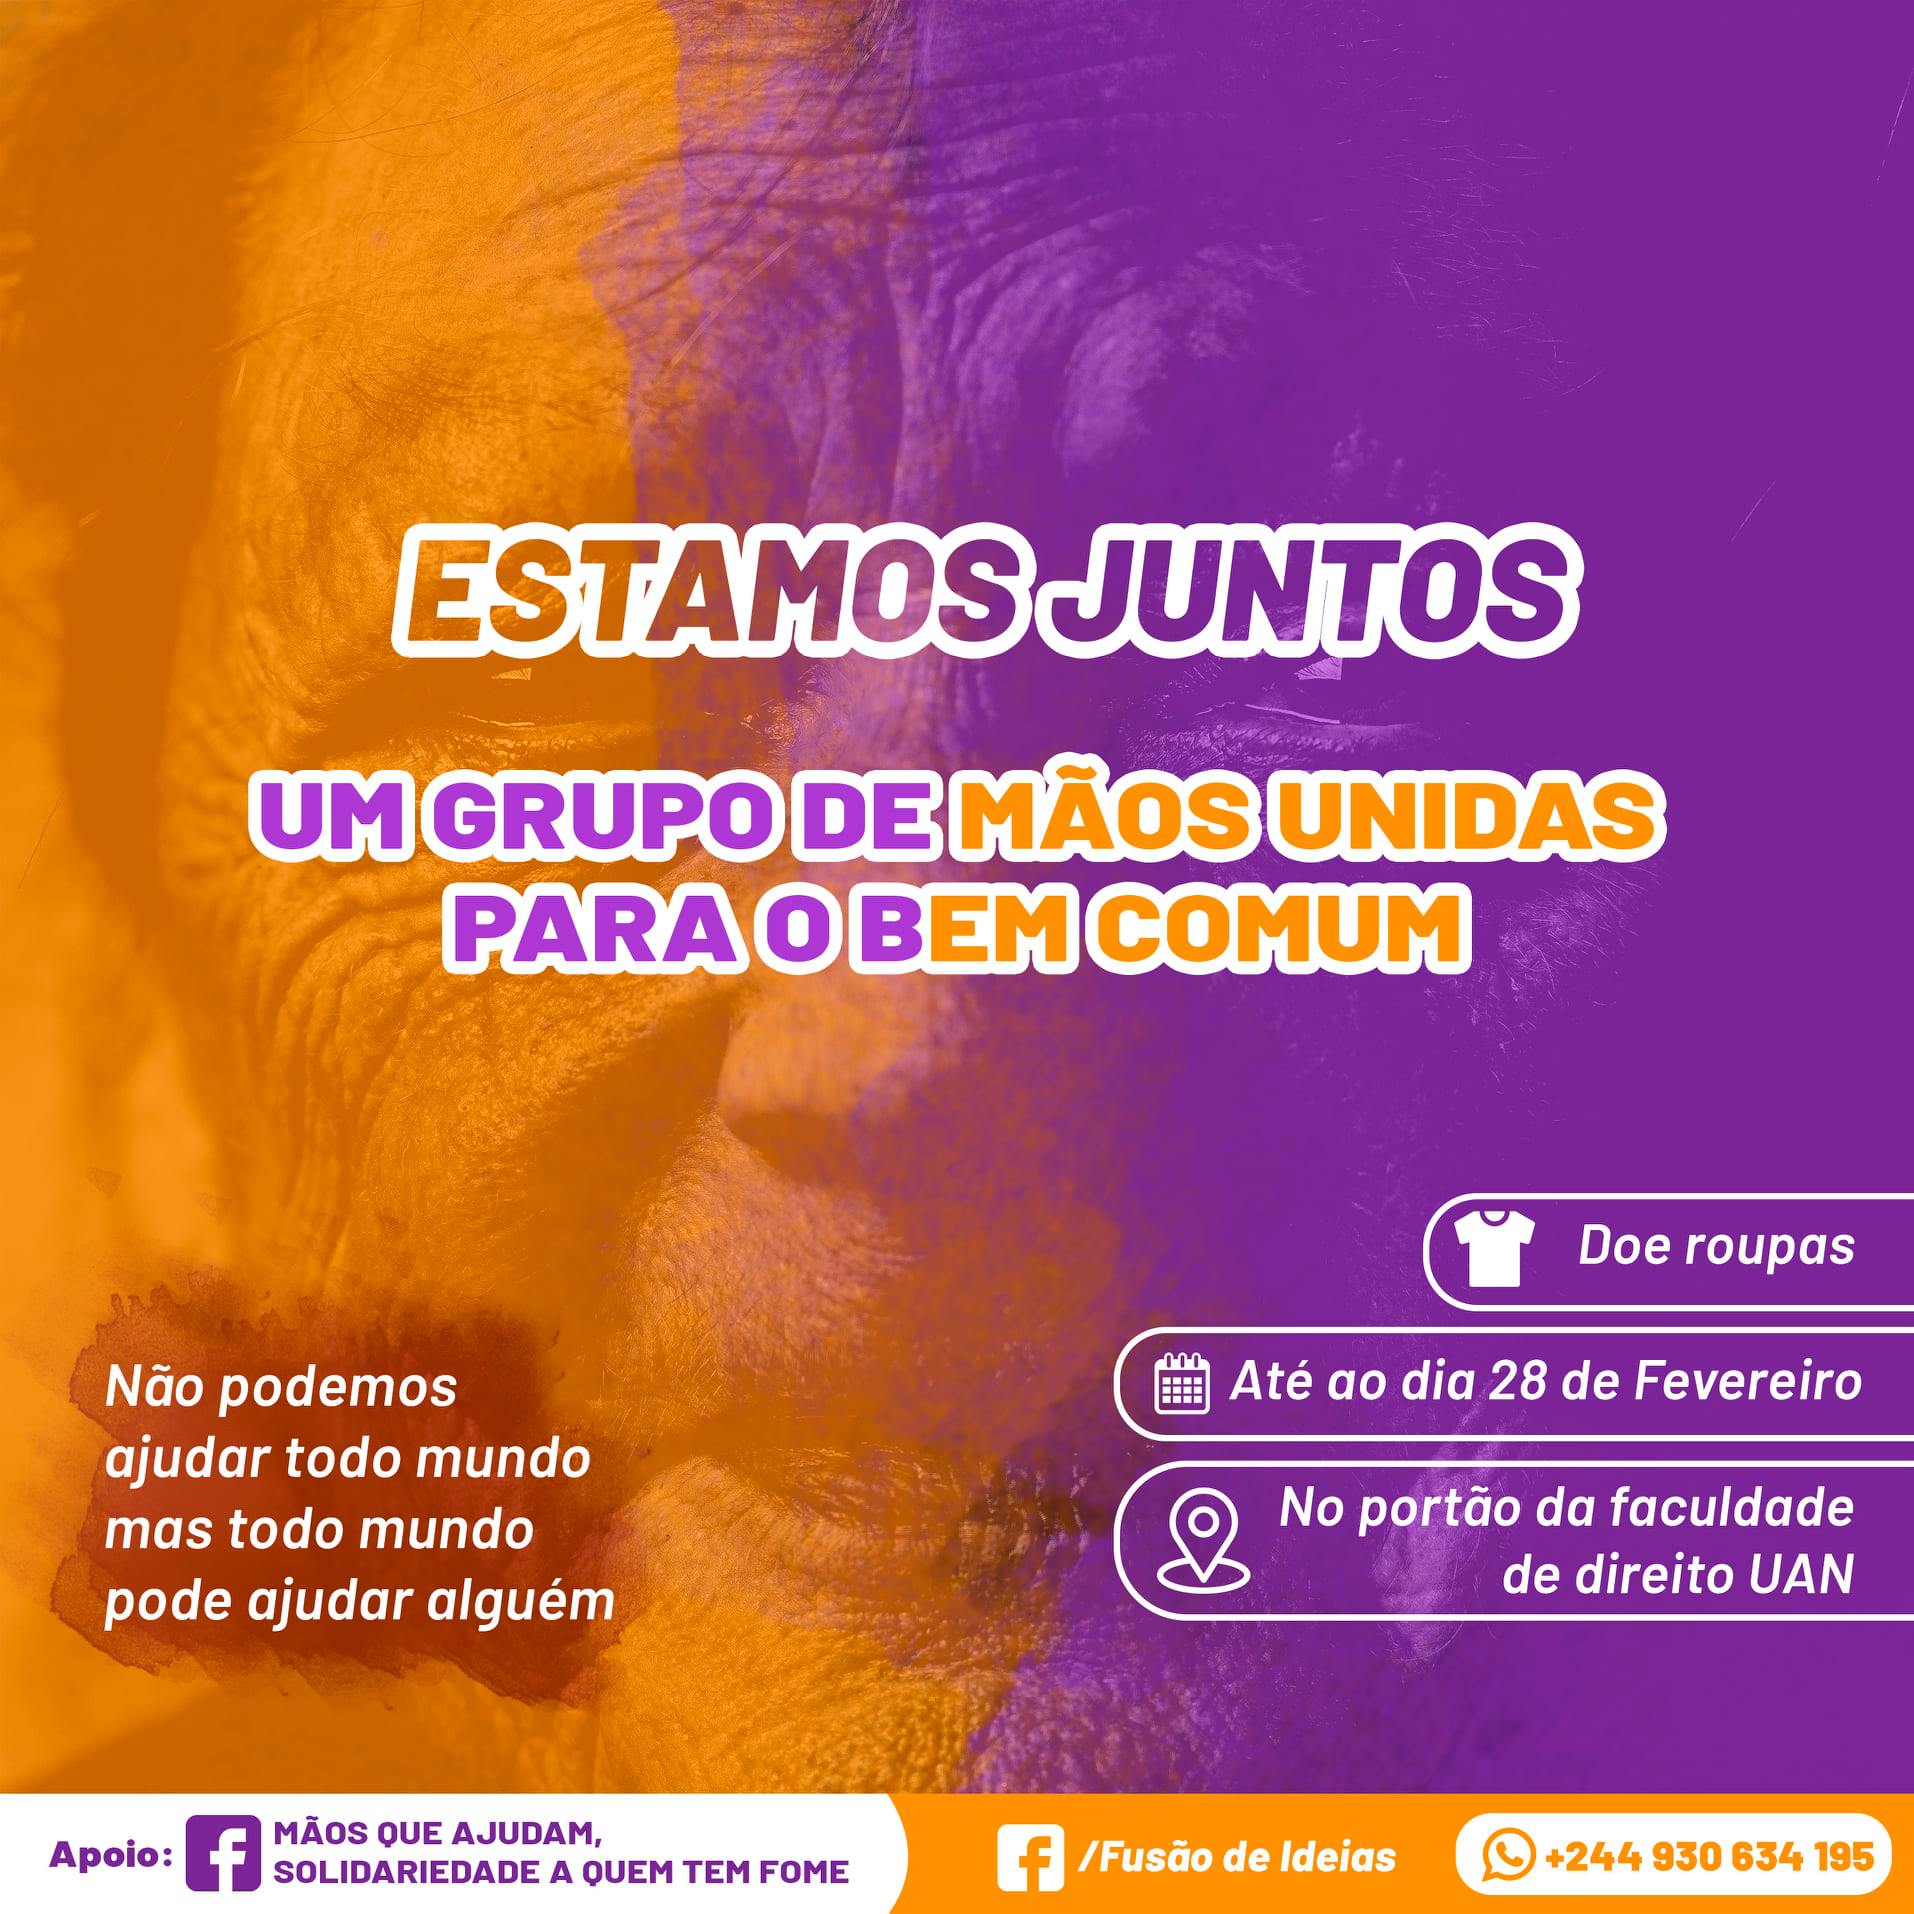 ESTAMOS JUNTOS
UM GRUPO DE MÃOS UNIDAS
PARA O BEM COMUM
Doe roupas
Até ao dia 28 de Fevereiro
No portão da faculdade
de direito UAN
Não podemos
ajudar todo mundo
mas todo mundo
pode ajudar alguém
Apoio:
MÃOS QUE AJUDAM,
SOLIDARIEDADE A QUEM TEM FOME
/Fusão de Ideias
+244 930 634 195